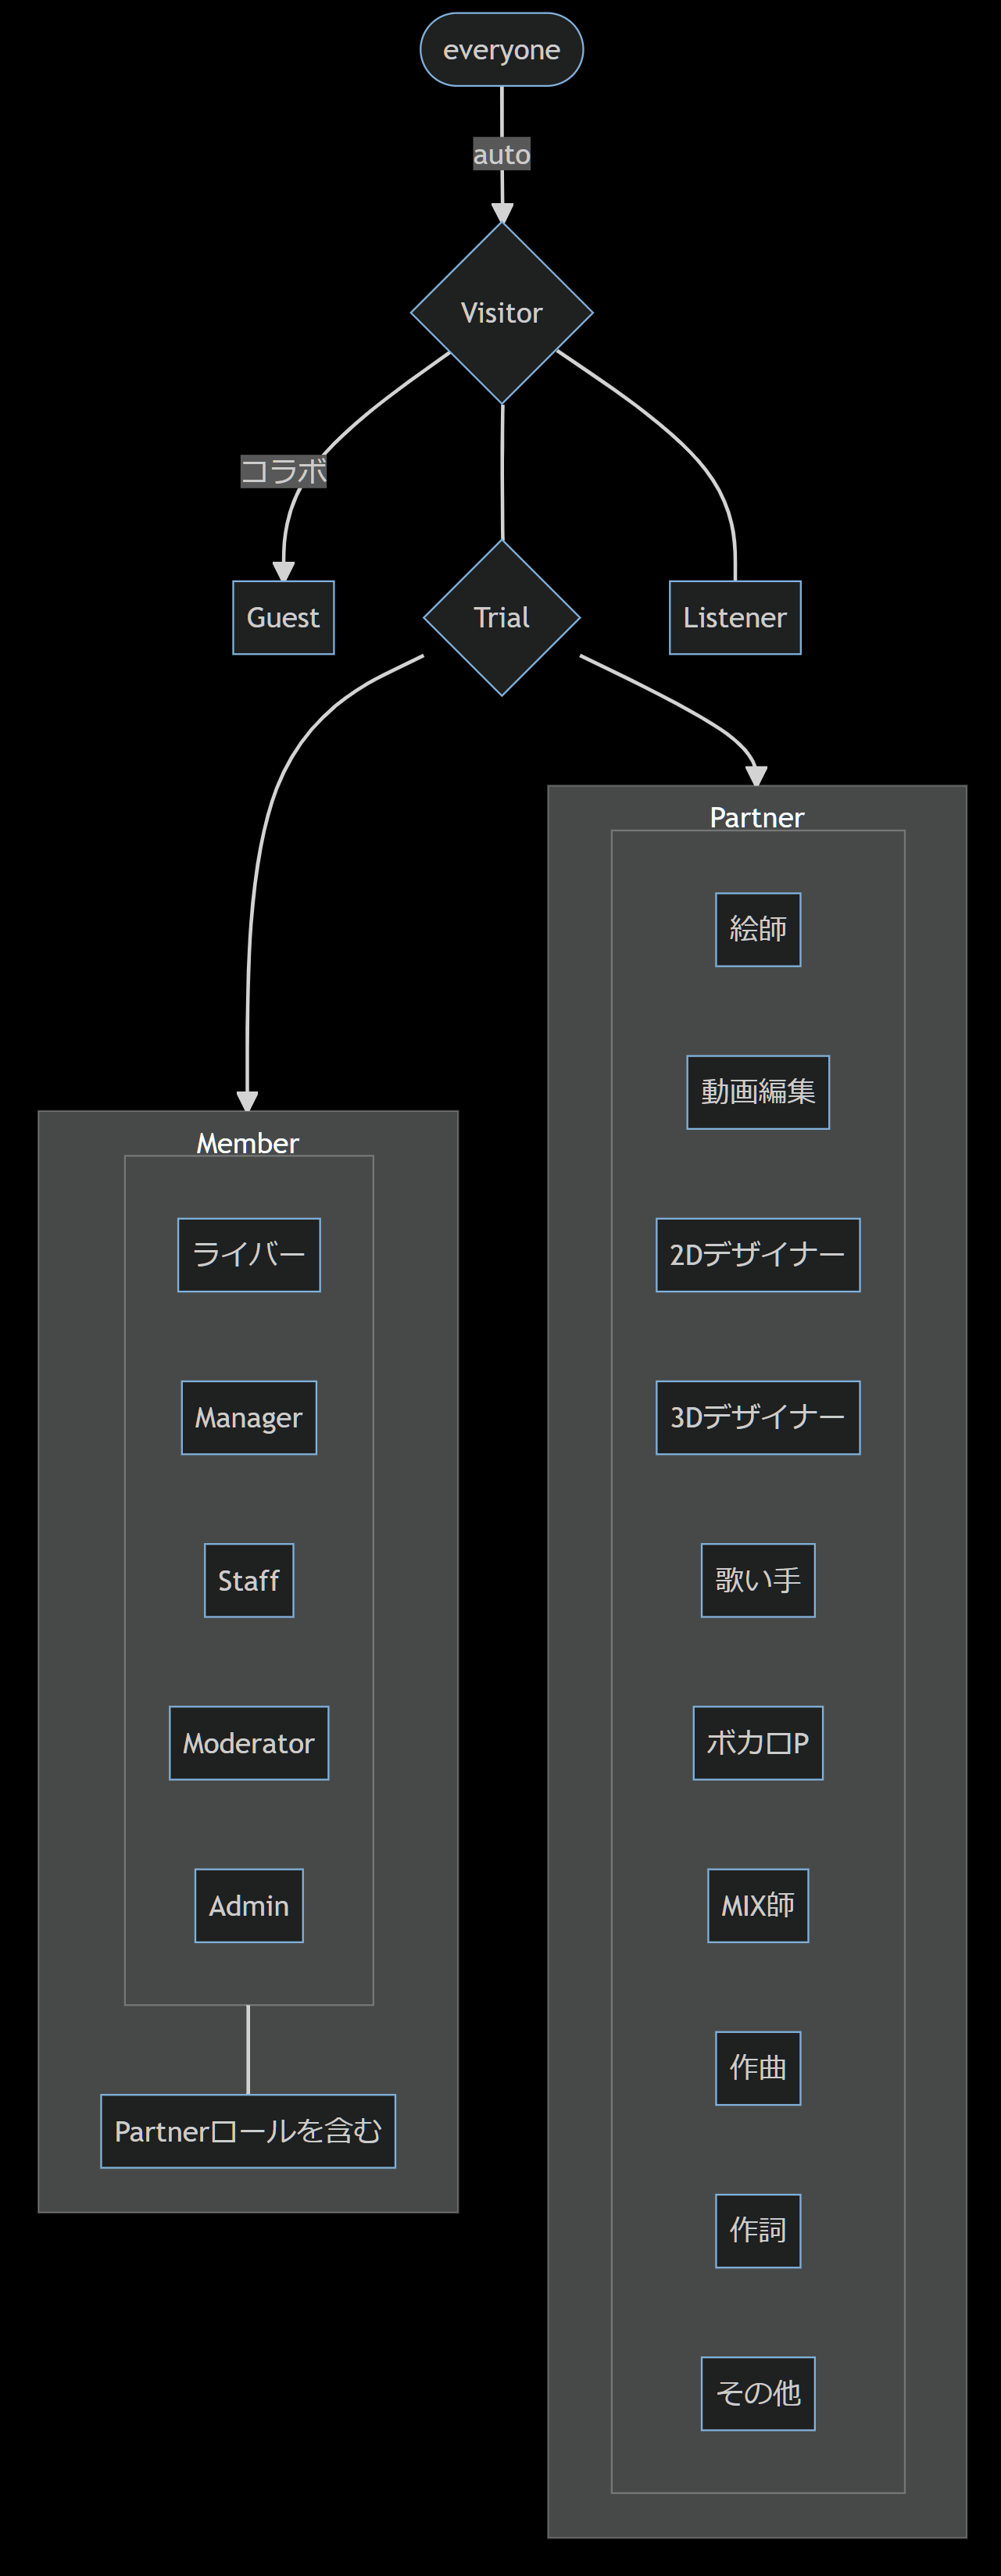 everyone
auto
Visitor
コラボ
Guest
Trial
Listener
Partner
絵師
動画編集
2Dデザイナー
3Dデザイナー
歌い手
ボカロP
MIX師
作曲
作詞
その他
Member
ライバー
Manager
Staff
Moderator
Admin
Partnerロールを含む